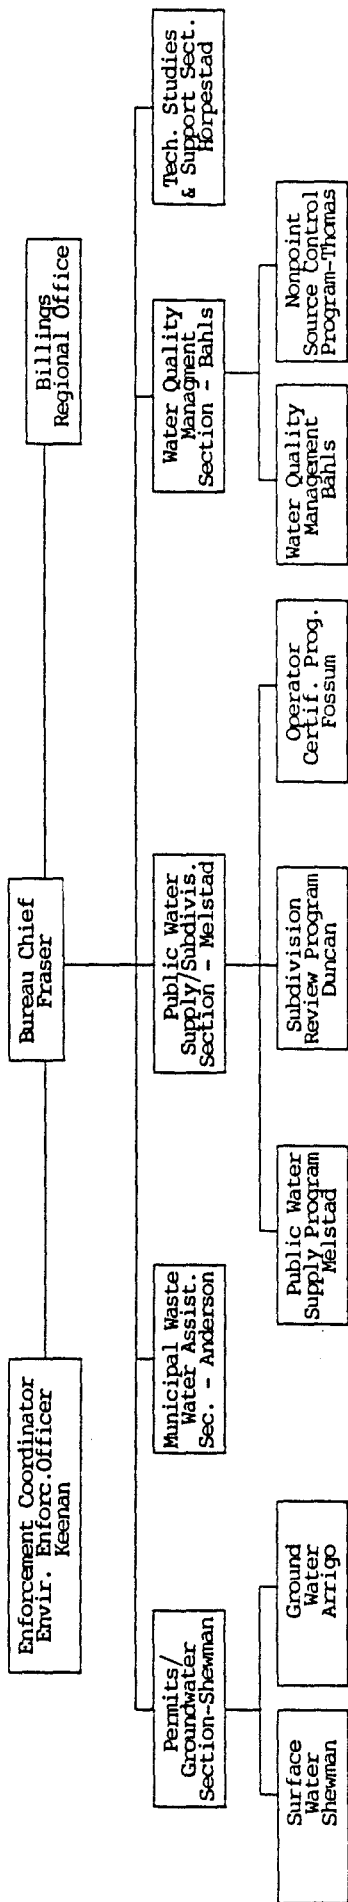 Bureau Chief
Fraser
Enforcement Coordinator
Envir. Enforc.Officer
Keenan
Billings
Regional Office
Permits/
Groundwater
Section-Shewman
Municipal Waste
Water Assist.
Sec. - Anderson
Public Water
Supply/Subdivis.
Section - Melstad
Water Quality
Managment
Section - Bahls
Tech. Studies
& Support Sect.
Horpestad
Surface
Water
Shewman
Ground
Water
Arrigo
Public Water
Supply Program
Melstad
Subdivision
Review Program
Duncan
Operator
Certif. Prog.
Fossum
Water Quality
Management
Bahls
Nonpoint
Source Control
Program-Thomas